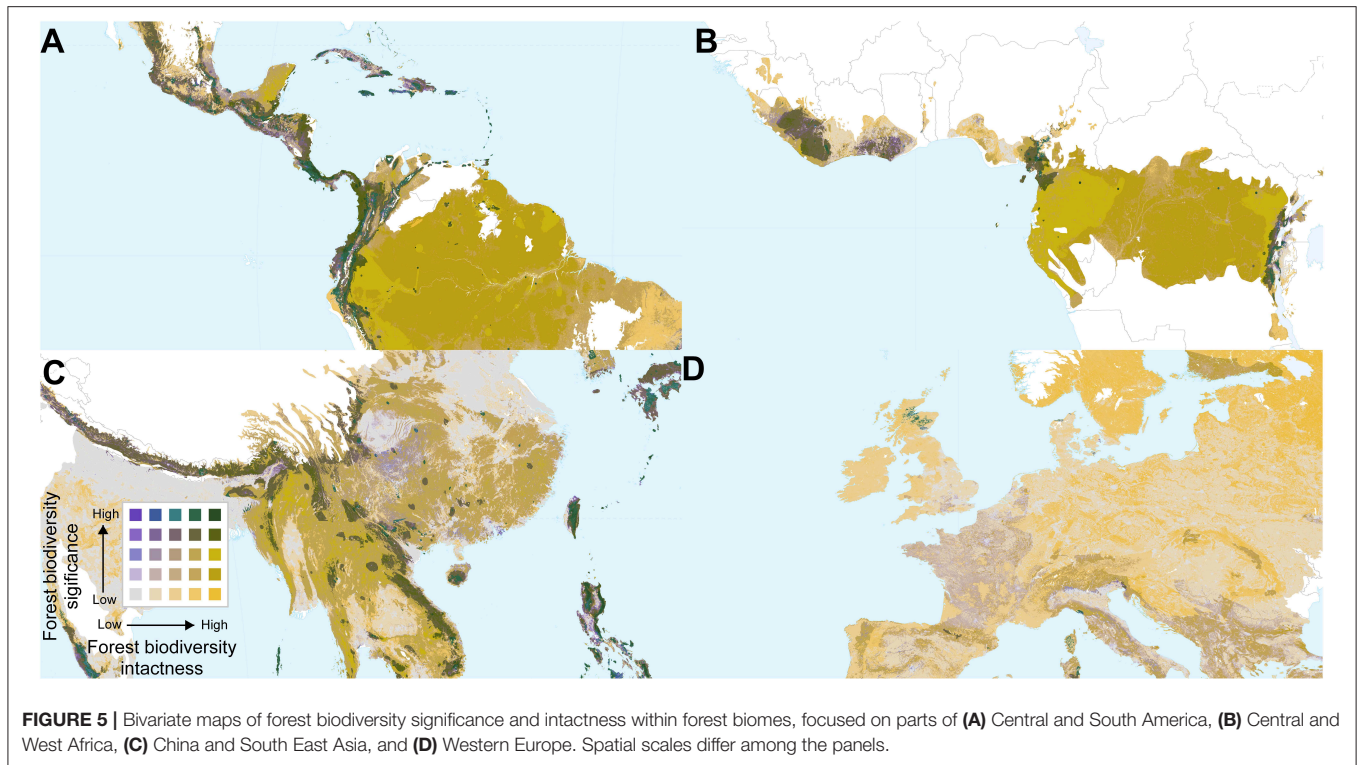 A
B
C
D
Forest biodiversity
sigificance
High
Low
Low
High
Forest biodiversity
intactness
FIGURE 5 | Bivariate maps of forest biodiversity significance and intactness within forest biomes, focused on parts of (A) Central and South America, (B) Central and
West Africa, (C) China and South East Asia, and (D) Western Europe. Spatial scales differ among the panels.